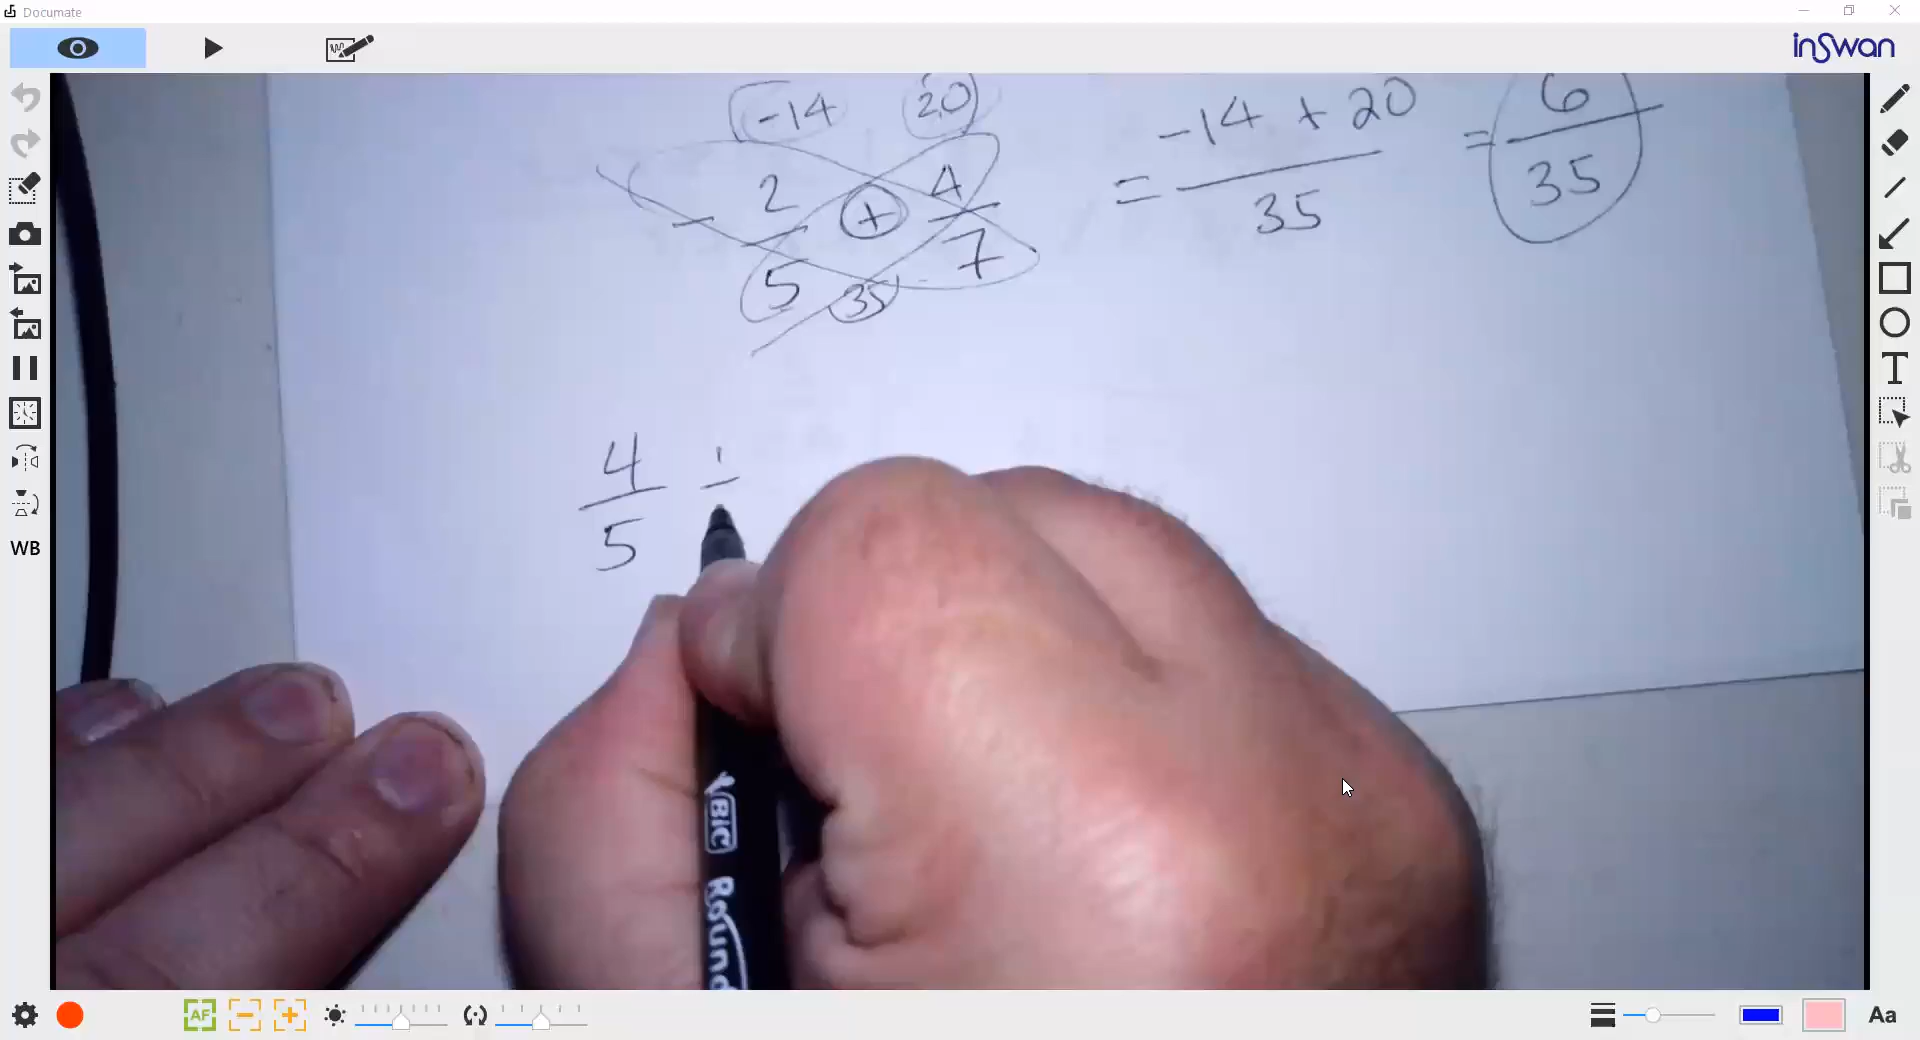 Documate
inSwan
-14 20
- 2/5 + 4/7 = -14 + 20/35 = 6/35
35
4/5 ÷
T
WB
BIC
Round
AF
Aa